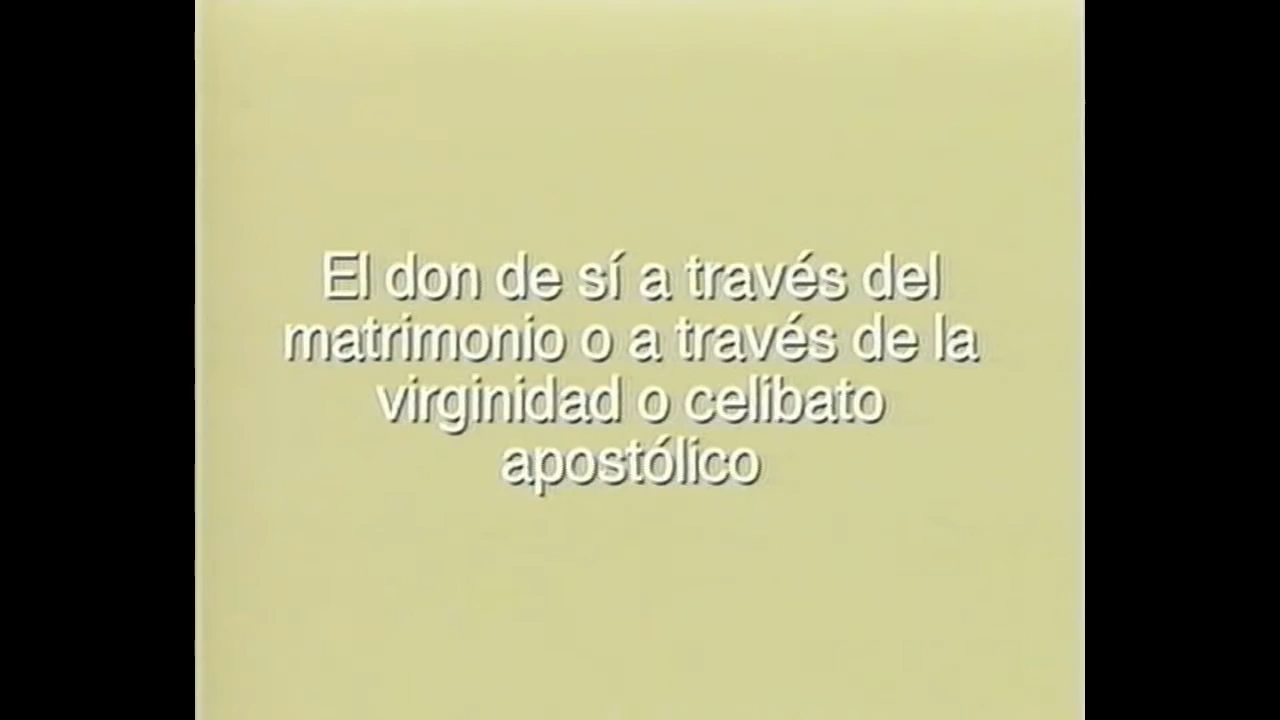 El don de sí a través del
matrimonio o a través de la
virginidad o celibato
apostólico